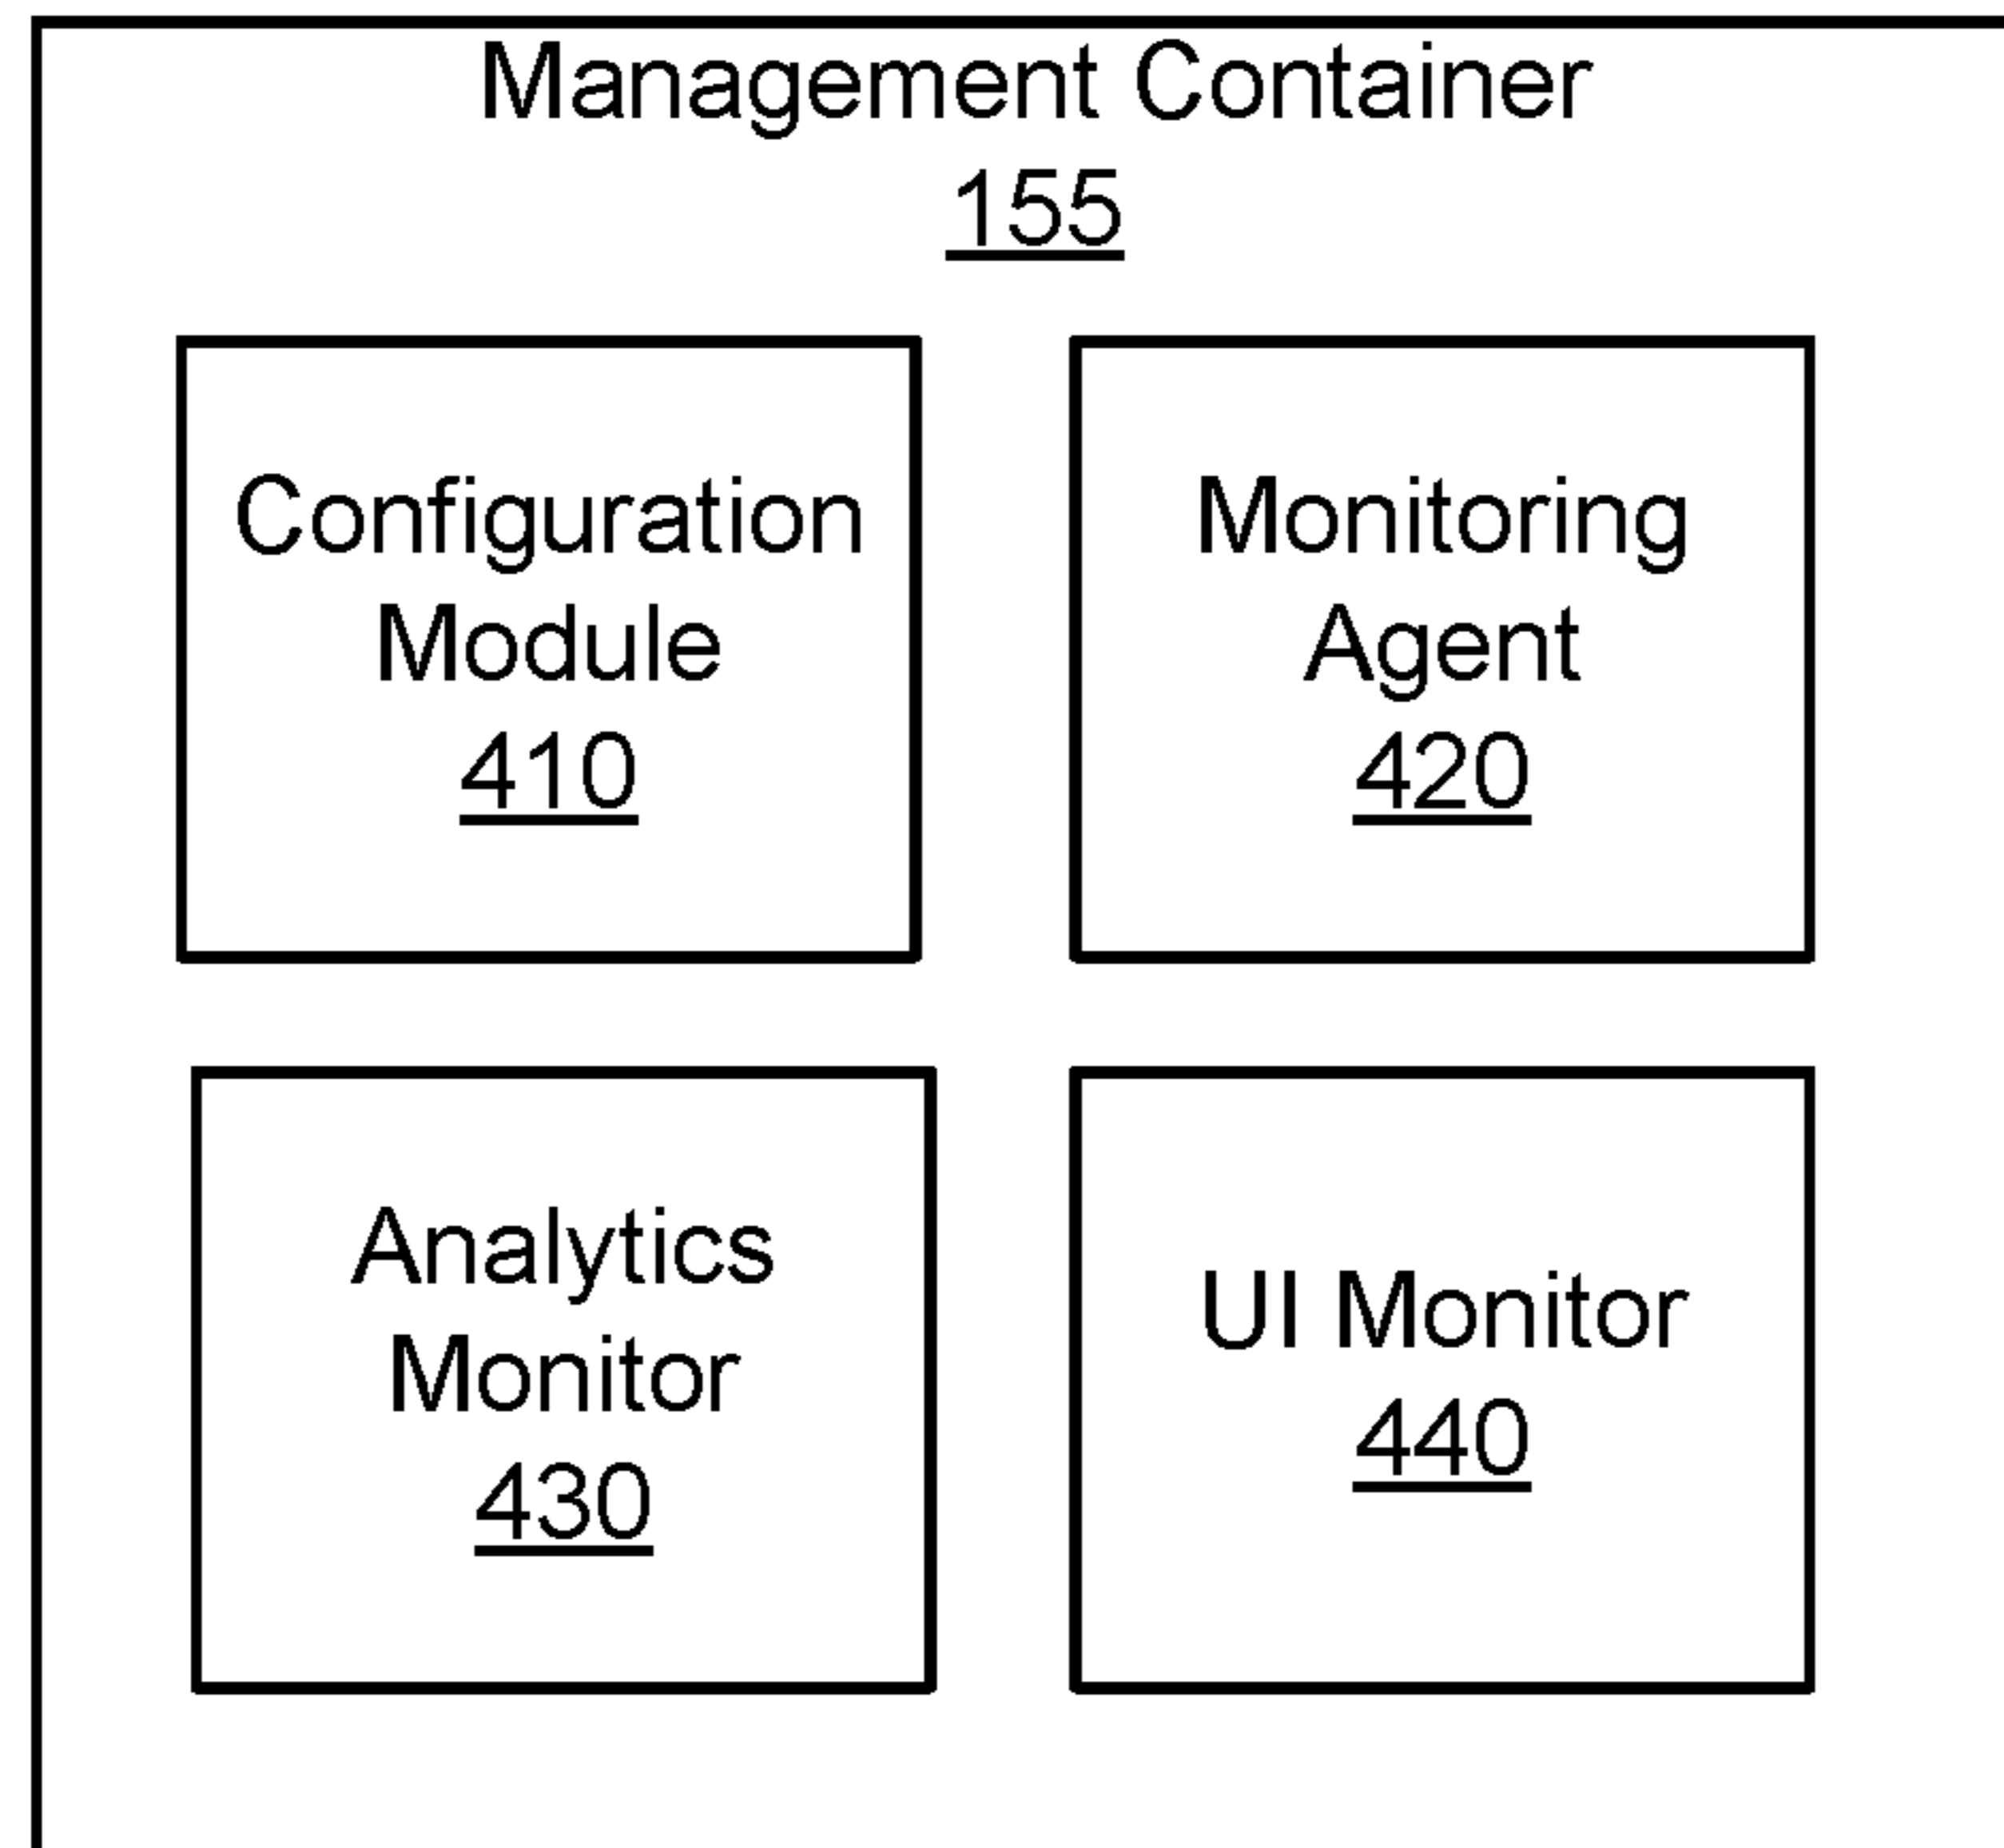 Management Container
155
Configuration
Module
410
Monitoring
Agent
420
Analytics
Monitor
430
UI Monitor
440